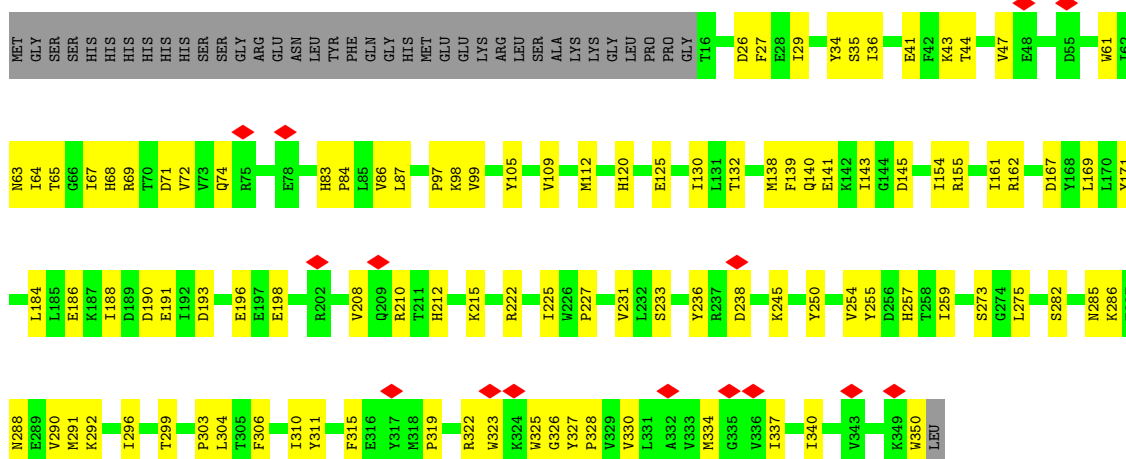 MET GLY SER SER HIS HIS HIS HIS HIS HIS SER SER GLY ARG GLU ASN LEU TYR PHE GLN GLY HIS MET GLU GLU LYS ARG LEU SER ALA LYS LYS GLY LEU PRO PRO GLY T16 D26 F27 E28 I29 Y34 S35 I36 E41 F42 K43 T44 V47 E48 D55 W61 I62
N63 I64 T65 G66 I67 H68 R69 T70 D71 V72 V73 Q74 R75 E78 H83 P84 L85 V86 L87 P97 K98 V99 Y105 V109 M112 H120 E125 I130 L131 T132 M138 F139 Q140 E141 K142 I143 G144 D145 I154 R155 I161 R162 D167 Y168 L169 L170 Y171
L184 L185 E186 K187 I188 D189 D190 E191 I192 D193 E196 E197 E198 R202 V208 Q209 R210 T211 H212 K215 R222 I225 W226 P227 V231 L232 S233 Y236 R237 D238 K245 Y250 V254 Y255 D256 H257 T258 I259 S273 G274 L275 S282 N285 K286
N288 E289 V290 M291 K292 I296 T299 P303 L304 T305 F306 I310 Y311 F315 E316 Y317 M318 P319 R322 W323 K324 W325 G326 Y327 P328 V329 V330 L331 A332 V333 M334 G335 V336 I337 I340 V343 K349 W350 LEU